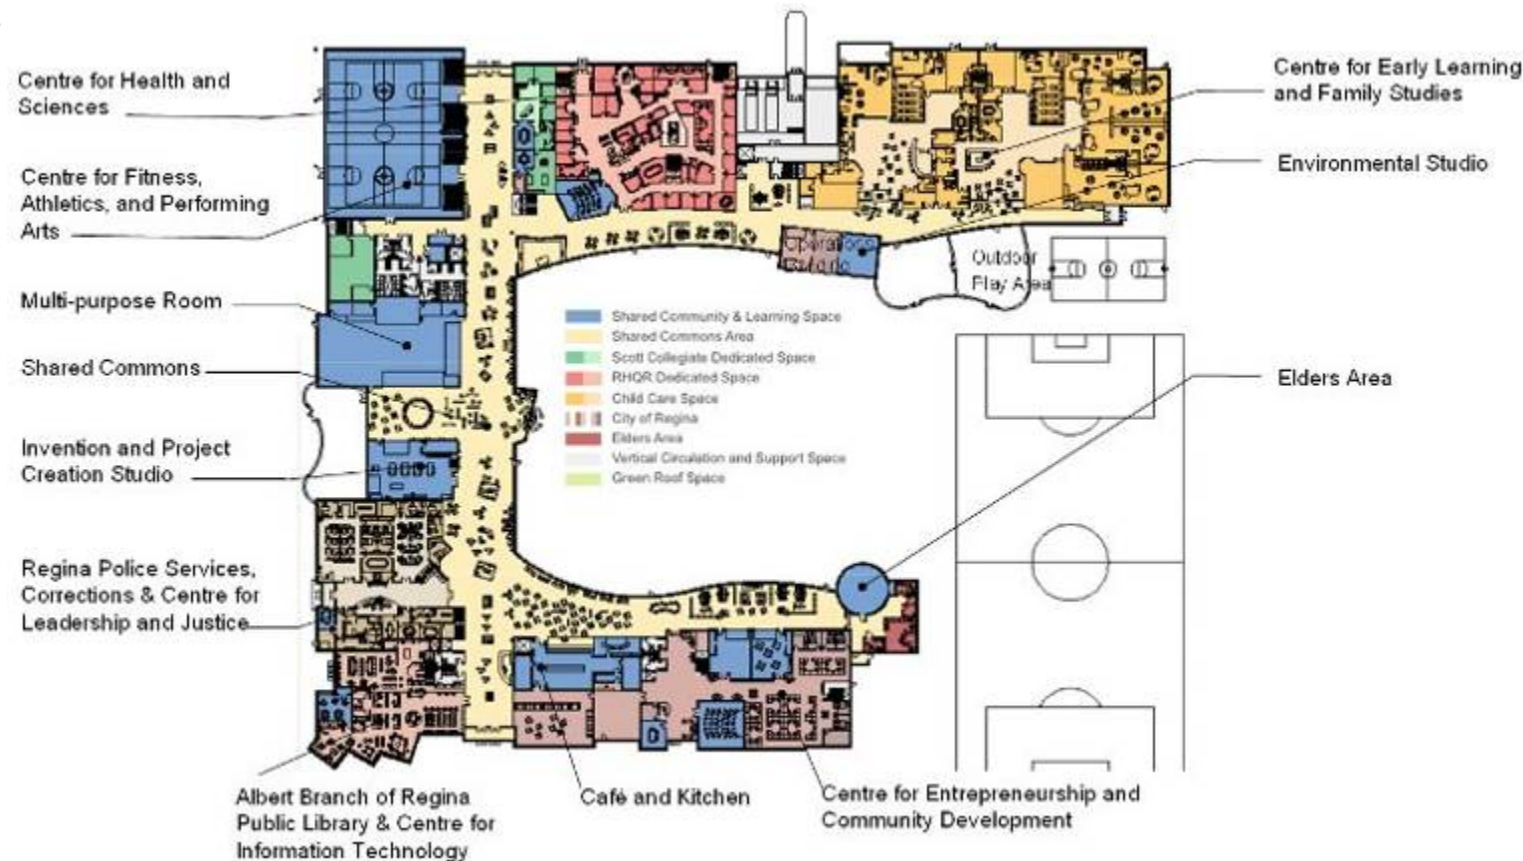 Centre for Health and
Sciences
Centre for Fitness,
Athletics, and Performing
Arts
Multi-purpose Room
Shared Commons
Invention and Project
Creation Studio
Regina Police Services,
Corrections & Centre for
Leadership and Justice
Albert Branch of Regina
Public Library & Centre for
Information Technology
Café and Kitchen
Centre for Entrepreneurship and
Community Development
Centre for Early Learning
and Family Studies
Environmental Studio
Elders Area
Operations
Outdoor
Play Area
Shared Community & Learning Space
Shared Commons Area
Scott Collegiate Dedicated Space
RHQR Dedicated Space
Child Care Space
City of Regina
Elders Area
Vertical Circulation and Support Space
Green Roof Space